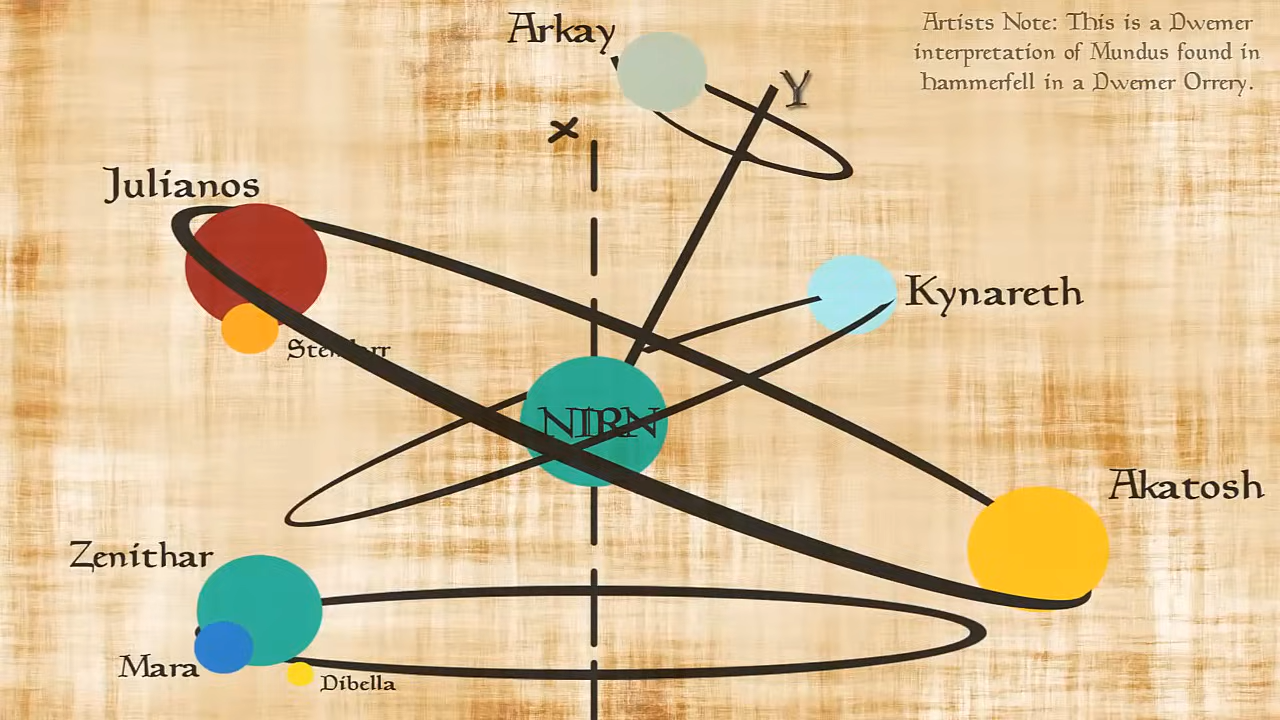 Arkay
Artists Note: This is a Dwemer
interpretation of Mundus found in
Hammerfell in a Dwemer Orrery.
Y
x
Julianos
Kynareth
NIRN
Akatosh
Zenithar
Mara
Dibella